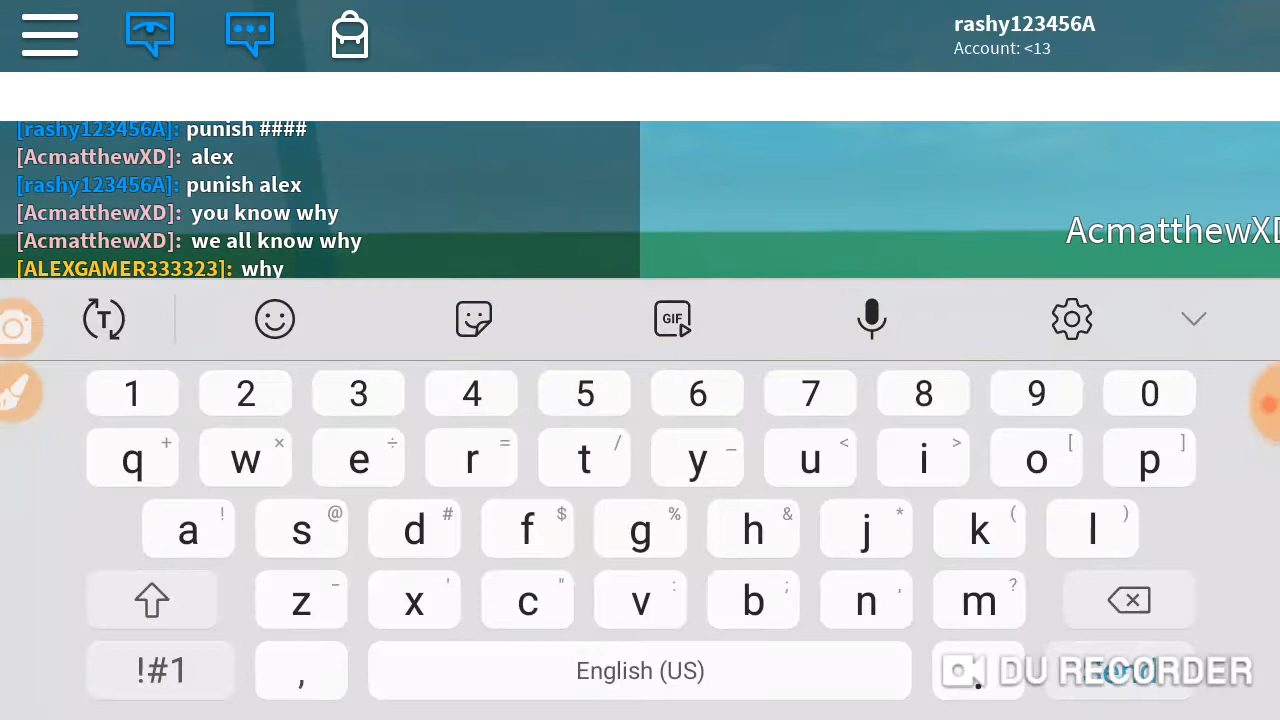 rashy123456A
Account: <13
[rashy123456A]: punish ####
[AcmatthewXD]: alex
[rashy123456A]: punish alex
[AcmatthewXD]: you know why
[AcmatthewXD]: we all know why
[ALEXGAMER333323]: why
AcmatthewXD
T
GIF
1 2 3 4 5 6 7 8 9 0
q + w × e ÷ r = t / y _ u < i > o [ p ]
a ! s @ d # f $ g % h & j * k ( l )
z - x ' c " v : b ; n , m ?
!#1 , English (US) .
DU RECORDER